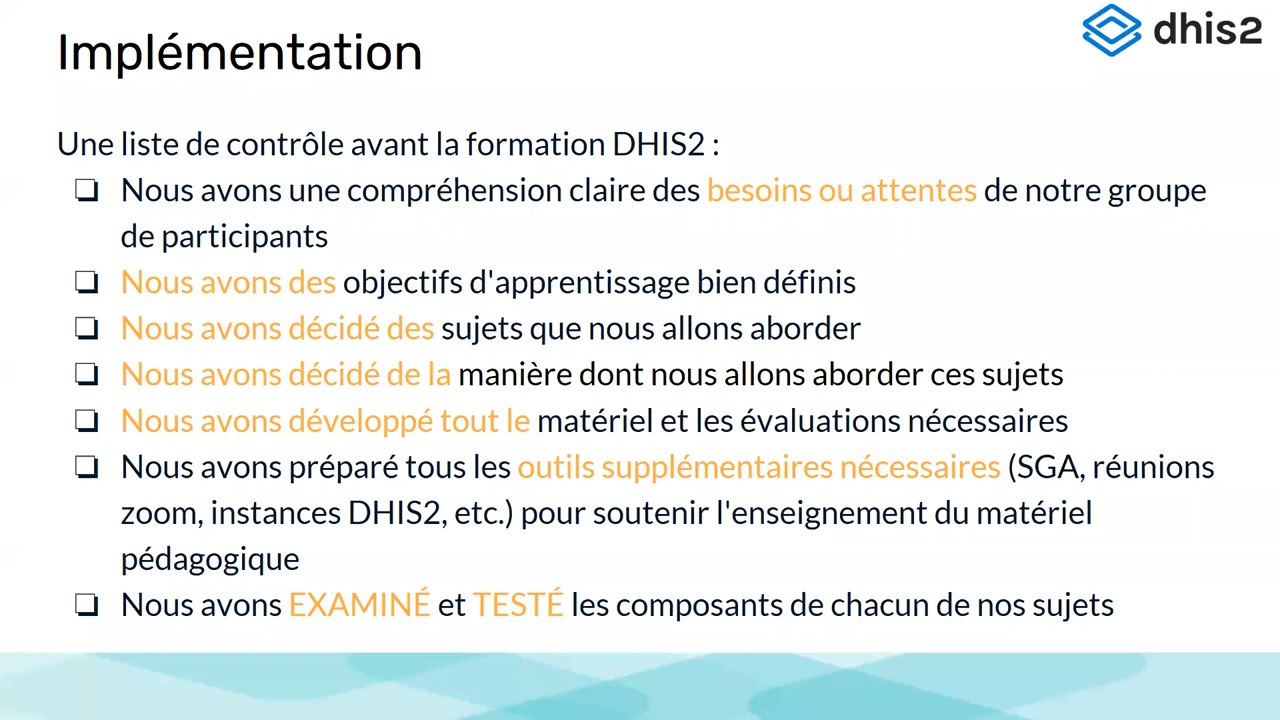 Implémentation
dhis2
Une liste de contrôle avant la formation DHIS2 :
❏ Nous avons une compréhension claire des besoins ou attentes de notre groupe
de participants
❏ Nous avons des objectifs d'apprentissage bien définis
❏ Nous avons décidé des sujets que nous allons aborder
❏ Nous avons décidé de la manière dont nous allons aborder ces sujets
❏ Nous avons développé tout le matériel et les évaluations nécessaires
❏ Nous avons préparé tous les outils supplémentaires nécessaires (SGA, réunions
zoom, instances DHIS2, etc.) pour soutenir l'enseignement du matériel
pédagogique
❏ Nous avons EXAMINÉ et TESTÉ les composants de chacun de nos sujets